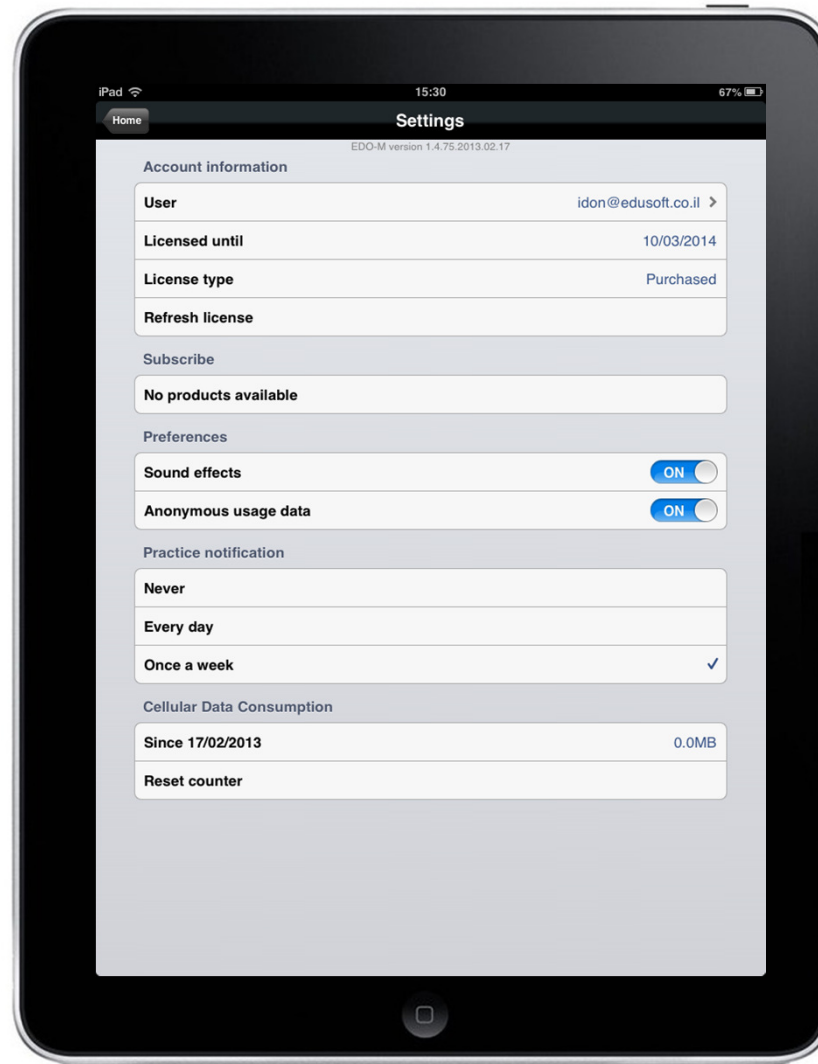 iPad 15:30 67%
Home Settings
EDO-M version 1.4.75.2013.02.17
Account information
User idon@edusoft.co.il
Licensed until 10/03/2014
License type Purchased
Refresh license
Subscribe
No products available
Preferences
Sound effects ON
Anonymous usage data ON
Practice notification
Never
Every day
Once a week
Cellular Data Consumption
Since 17/02/2013 0.0MB
Reset counter